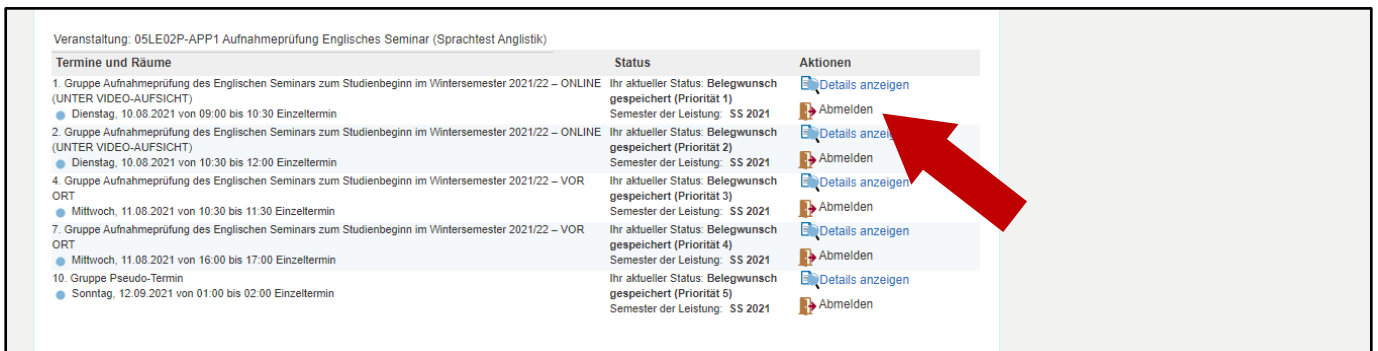 Veranstaltung: 05LE02P-APP1 Aufnahmeprüfung Englisches Seminar (Sprachtest Anglistik)
Termine und Räume Status Aktionen
1. Gruppe Aufnahmeprüfung des Englischen Seminars zum Studienbeginn im Wintersemester 2021/22 – ONLINE Ihr aktueller Status: Belegwunsch Details anzeigen
(UNTER VIDEO-AUFSICHT) gespeichert (Priorität 1)
Dienstag, 10.08.2021 von 09:00 bis 10:30 Einzeltermin Semester der Leistung: SS 2021 Abmelden
2. Gruppe Aufnahmeprüfung des Englischen Seminars zum Studienbeginn im Wintersemester 2021/22 – ONLINE Ihr aktueller Status: Belegwunsch Details anzeigen
(UNTER VIDEO-AUFSICHT) gespeichert (Priorität 2)
Dienstag, 10.08.2021 von 10:30 bis 12:00 Einzeltermin Semester der Leistung: SS 2021 Abmelden
4. Gruppe Aufnahmeprüfung des Englischen Seminars zum Studienbeginn im Wintersemester 2021/22 – VOR Ihr aktueller Status: Belegwunsch Details anzeigen
ORT gespeichert (Priorität 3)
Mittwoch, 11.08.2021 von 10:30 bis 11:30 Einzeltermin Semester der Leistung: SS 2021 Abmelden
7. Gruppe Aufnahmeprüfung des Englischen Seminars zum Studienbeginn im Wintersemester 2021/22 – VOR Ihr aktueller Status: Belegwunsch Details anzeigen
ORT gespeichert (Priorität 4)
Mittwoch, 11.08.2021 von 16:00 bis 17:00 Einzeltermin Semester der Leistung: SS 2021 Abmelden
10. Gruppe Pseudo-Termin Ihr aktueller Status: Belegwunsch Details anzeigen
Sonntag, 12.09.2021 von 01:00 bis 02:00 Einzeltermin gespeichert (Priorität 5)
Semester der Leistung: SS 2021 Abmelden